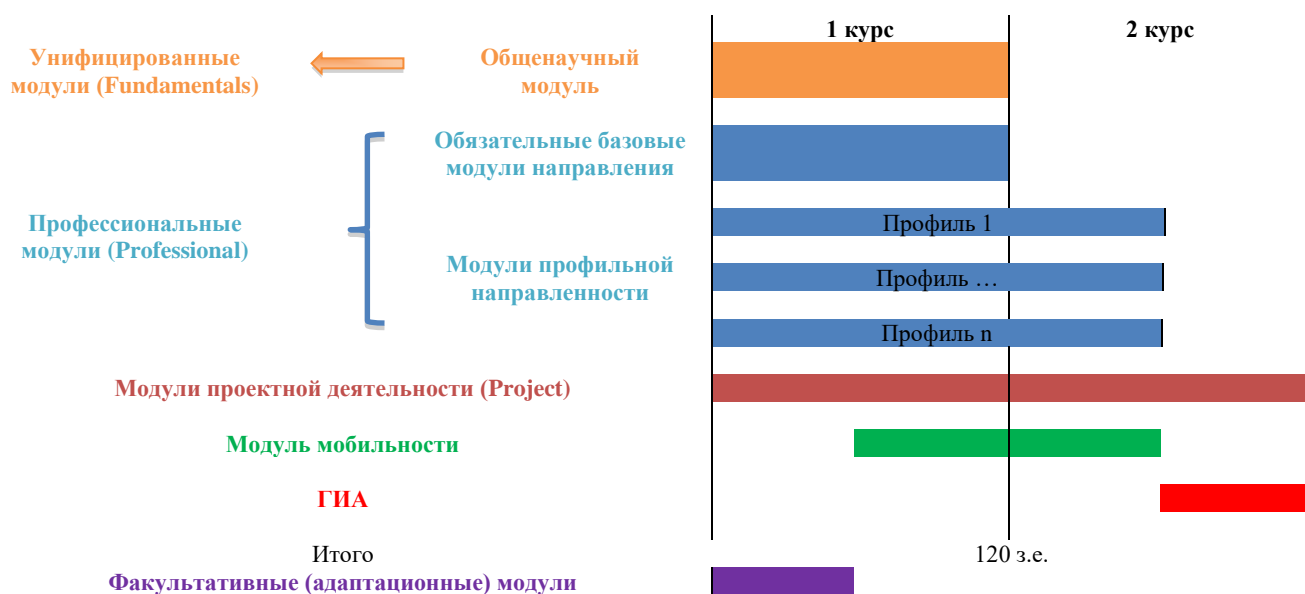 1 курс
2 курс
Унифицированные
модули (Fundamentals)
Общенаучный
модуль
Обязательные базовые
модули направления
Профессиональные
модули (Professional)
Профиль 1
Модули профильной
направленности
Профиль …
Профиль n
Модули проектной деятельности (Project)
Модуль мобильности
ГИА
Итого
120 з.е.
Факультативные (адаптационные) модули